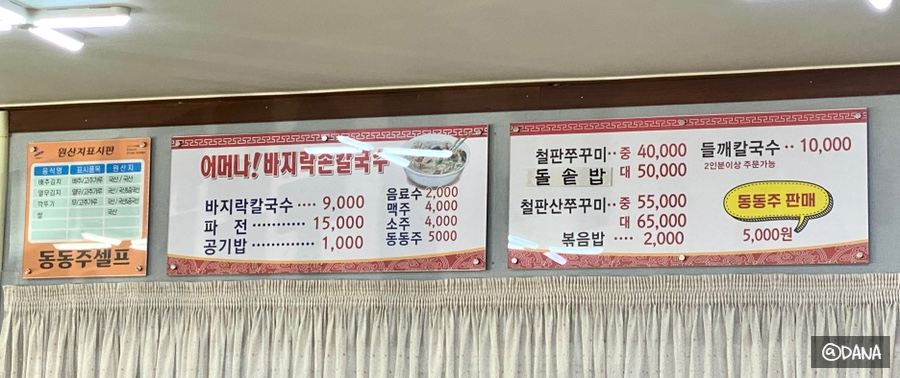 원산지표시판
음식명 표시품목 원산지
배추김치 배추/고추가루 국산/국산
열무김치 열무/고추가루
깍두기 무/고추가루
쌀 국산
동동주셀프
어머나! 바지락손칼국수
바지락칼국수 ···· 9,000
파 전 ··········· 15,000
공기밥 ·········· 1,000
음료수 2,000
맥주 4,000
소주 4,000
동동주 5000
철판쭈꾸미·· 중 40,000
돌솥밥 대 50,000
철판산쭈꾸미·· 중 55,000
대 65,000
볶음밥 ···· 2,000
들깨칼국수 ·· 10,000
2인분이상 주문가능
동동주 판매
5,000원
@DANA